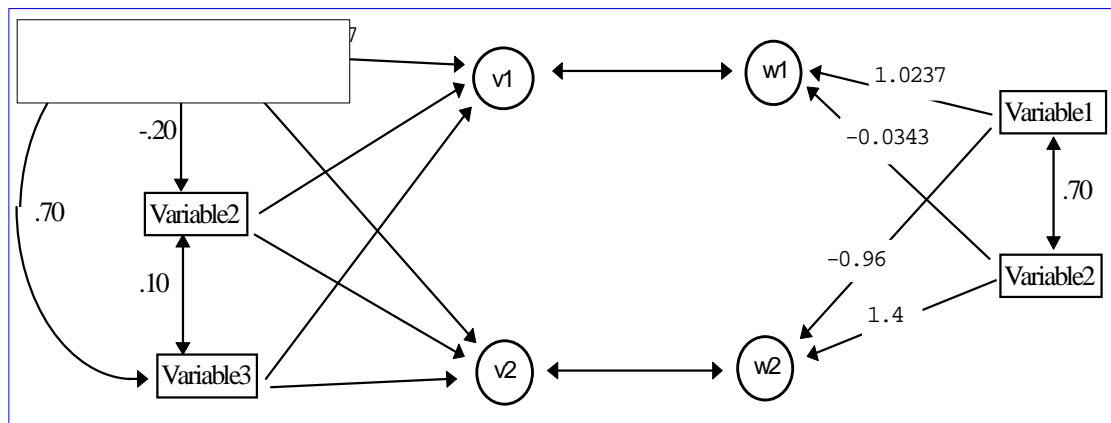 v1
w1
1.0237
Variable1
-.20
-0.0343
.70
Variable2
.70
-0.96
Variable2
.10
1.4
Variable3
v2
w2